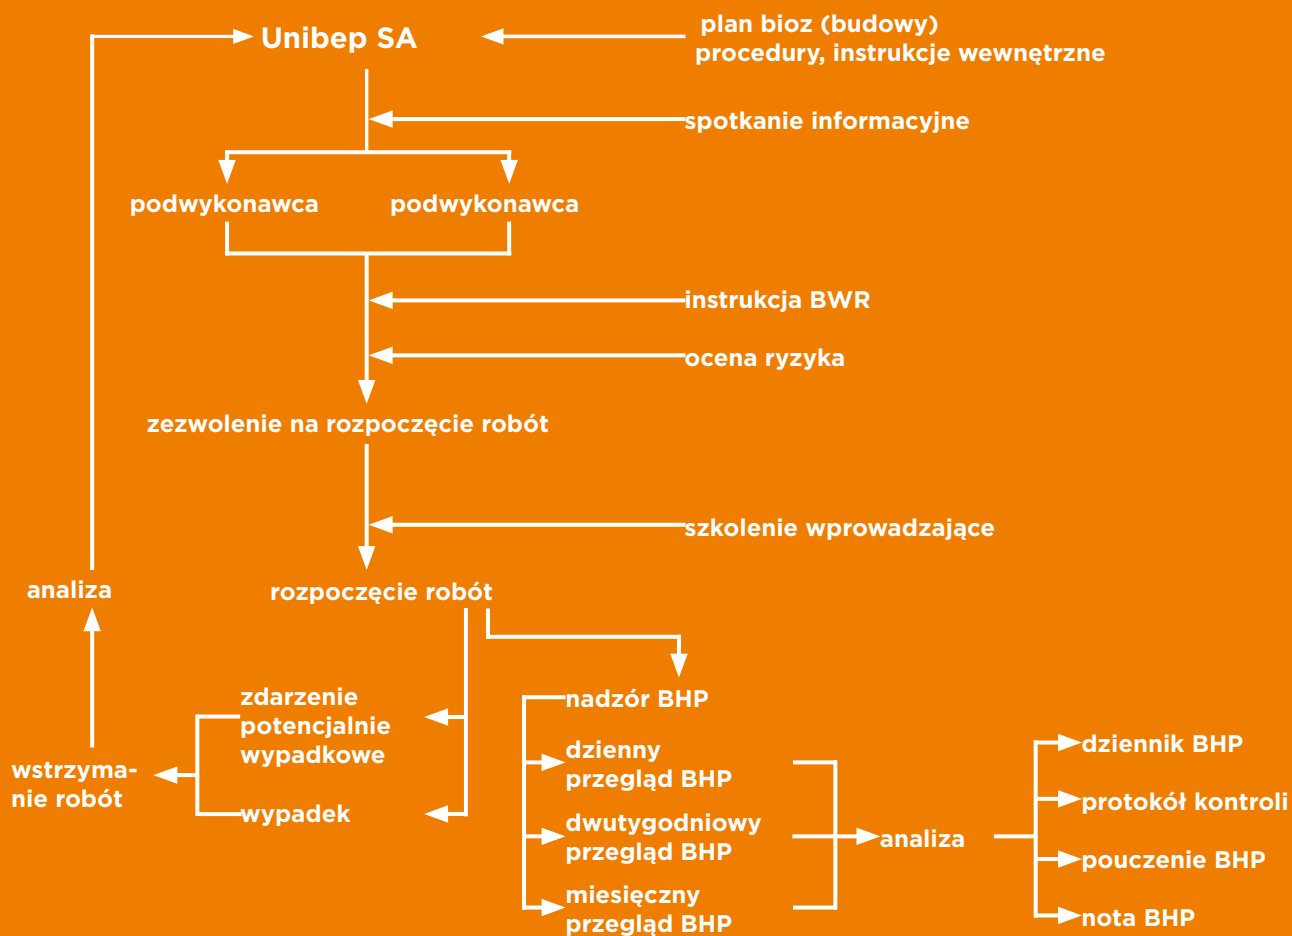 Unibep SA
plan bioz (budowy)
procedury, instrukcje wewnętrzne
spotkanie informacyjne
podwykonawca
podwykonawca
instrukcja BWR
ocena ryzyka
zezwolenie na rozpoczęcie robót
szkolenie wprowadzające
analiza
rozpoczęcie robót
zdarzenie
potencjalnie
wypadkowe
wstrzyma-
nie robót
wypadek
nadzór BHP
dzienny
przegląd BHP
dwutygodniowy
przegląd BHP
miesięczny
przegląd BHP
analiza
dziennik BHP
protokół kontroli
pouczenie BHP
nota BHP